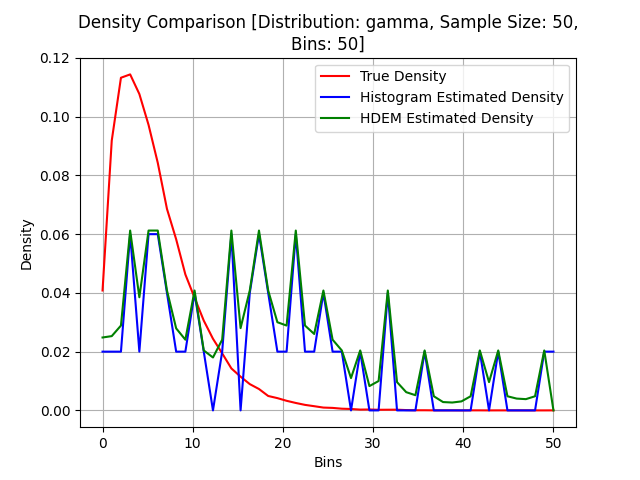 Density Comparison [Distribution: gamma, Sample Size: 50,
Bins: 50]
0.12
0.10
0.08
0.06
0.04
0.02
0.00
Density
True Density
Histogram Estimated Density
HDEM Estimated Density
0 10 20 30 40 50
Bins